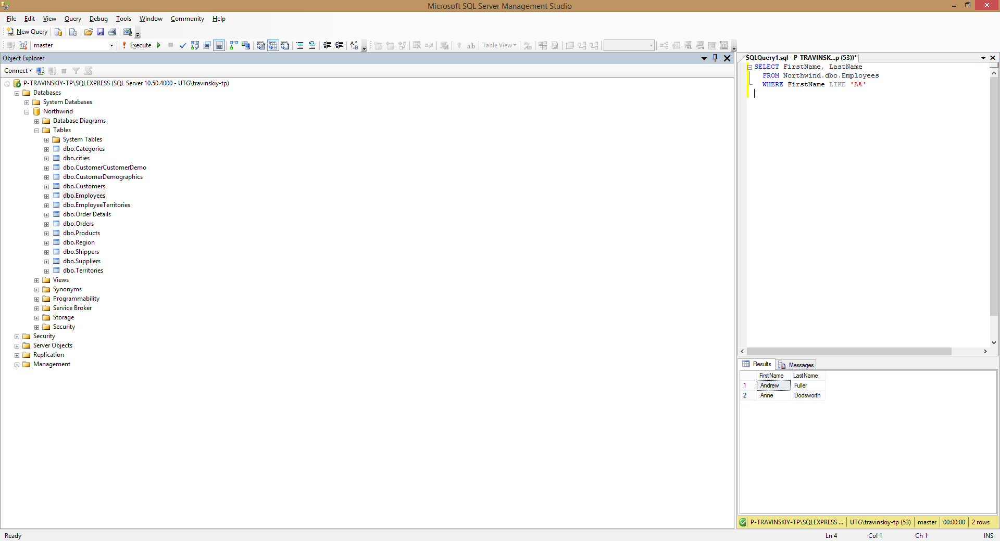 Microsoft SQL Server Management Studio
File Edit View Query Debug Tools Window Community Help
New Query
master Execute Table View
Object Explorer
Connect
P-TRAVINSKIY-TP\SQLEXPRESS (SQL Server 10.50.4000 - UTG\travinskiy-tp)
Databases
System Databases
Northwind
Database Diagrams
Tables
System Tables
dbo.Categories
dbo.cities
dbo.CustomerCustomerDemo
dbo.CustomerDemographics
dbo.Customers
dbo.Employees
dbo.EmployeeTerritories
dbo.Order Details
dbo.Orders
dbo.Products
dbo.Region
dbo.Shippers
dbo.Suppliers
dbo.Territories
Views
Synonyms
Programmability
Service Broker
Storage
Security
Security
Server Objects
Replication
Management
SQLQuery1.sql - P-TRAVINSK...p (53))*
SELECT FirstName, LastName
FROM Northwind.dbo.Employees
WHERE FirstName LIKE 'A%'
Results Messages
FirstName LastName
1 Andrew Fuller
2 Anne Dodsworth
P-TRAVINSKIY-TP\SQLEXPRESS ... UTG\travinskiy-tp (53) master 00:00:00 2 rows
Ready Ln 4 Col 1 Ch 1 INS